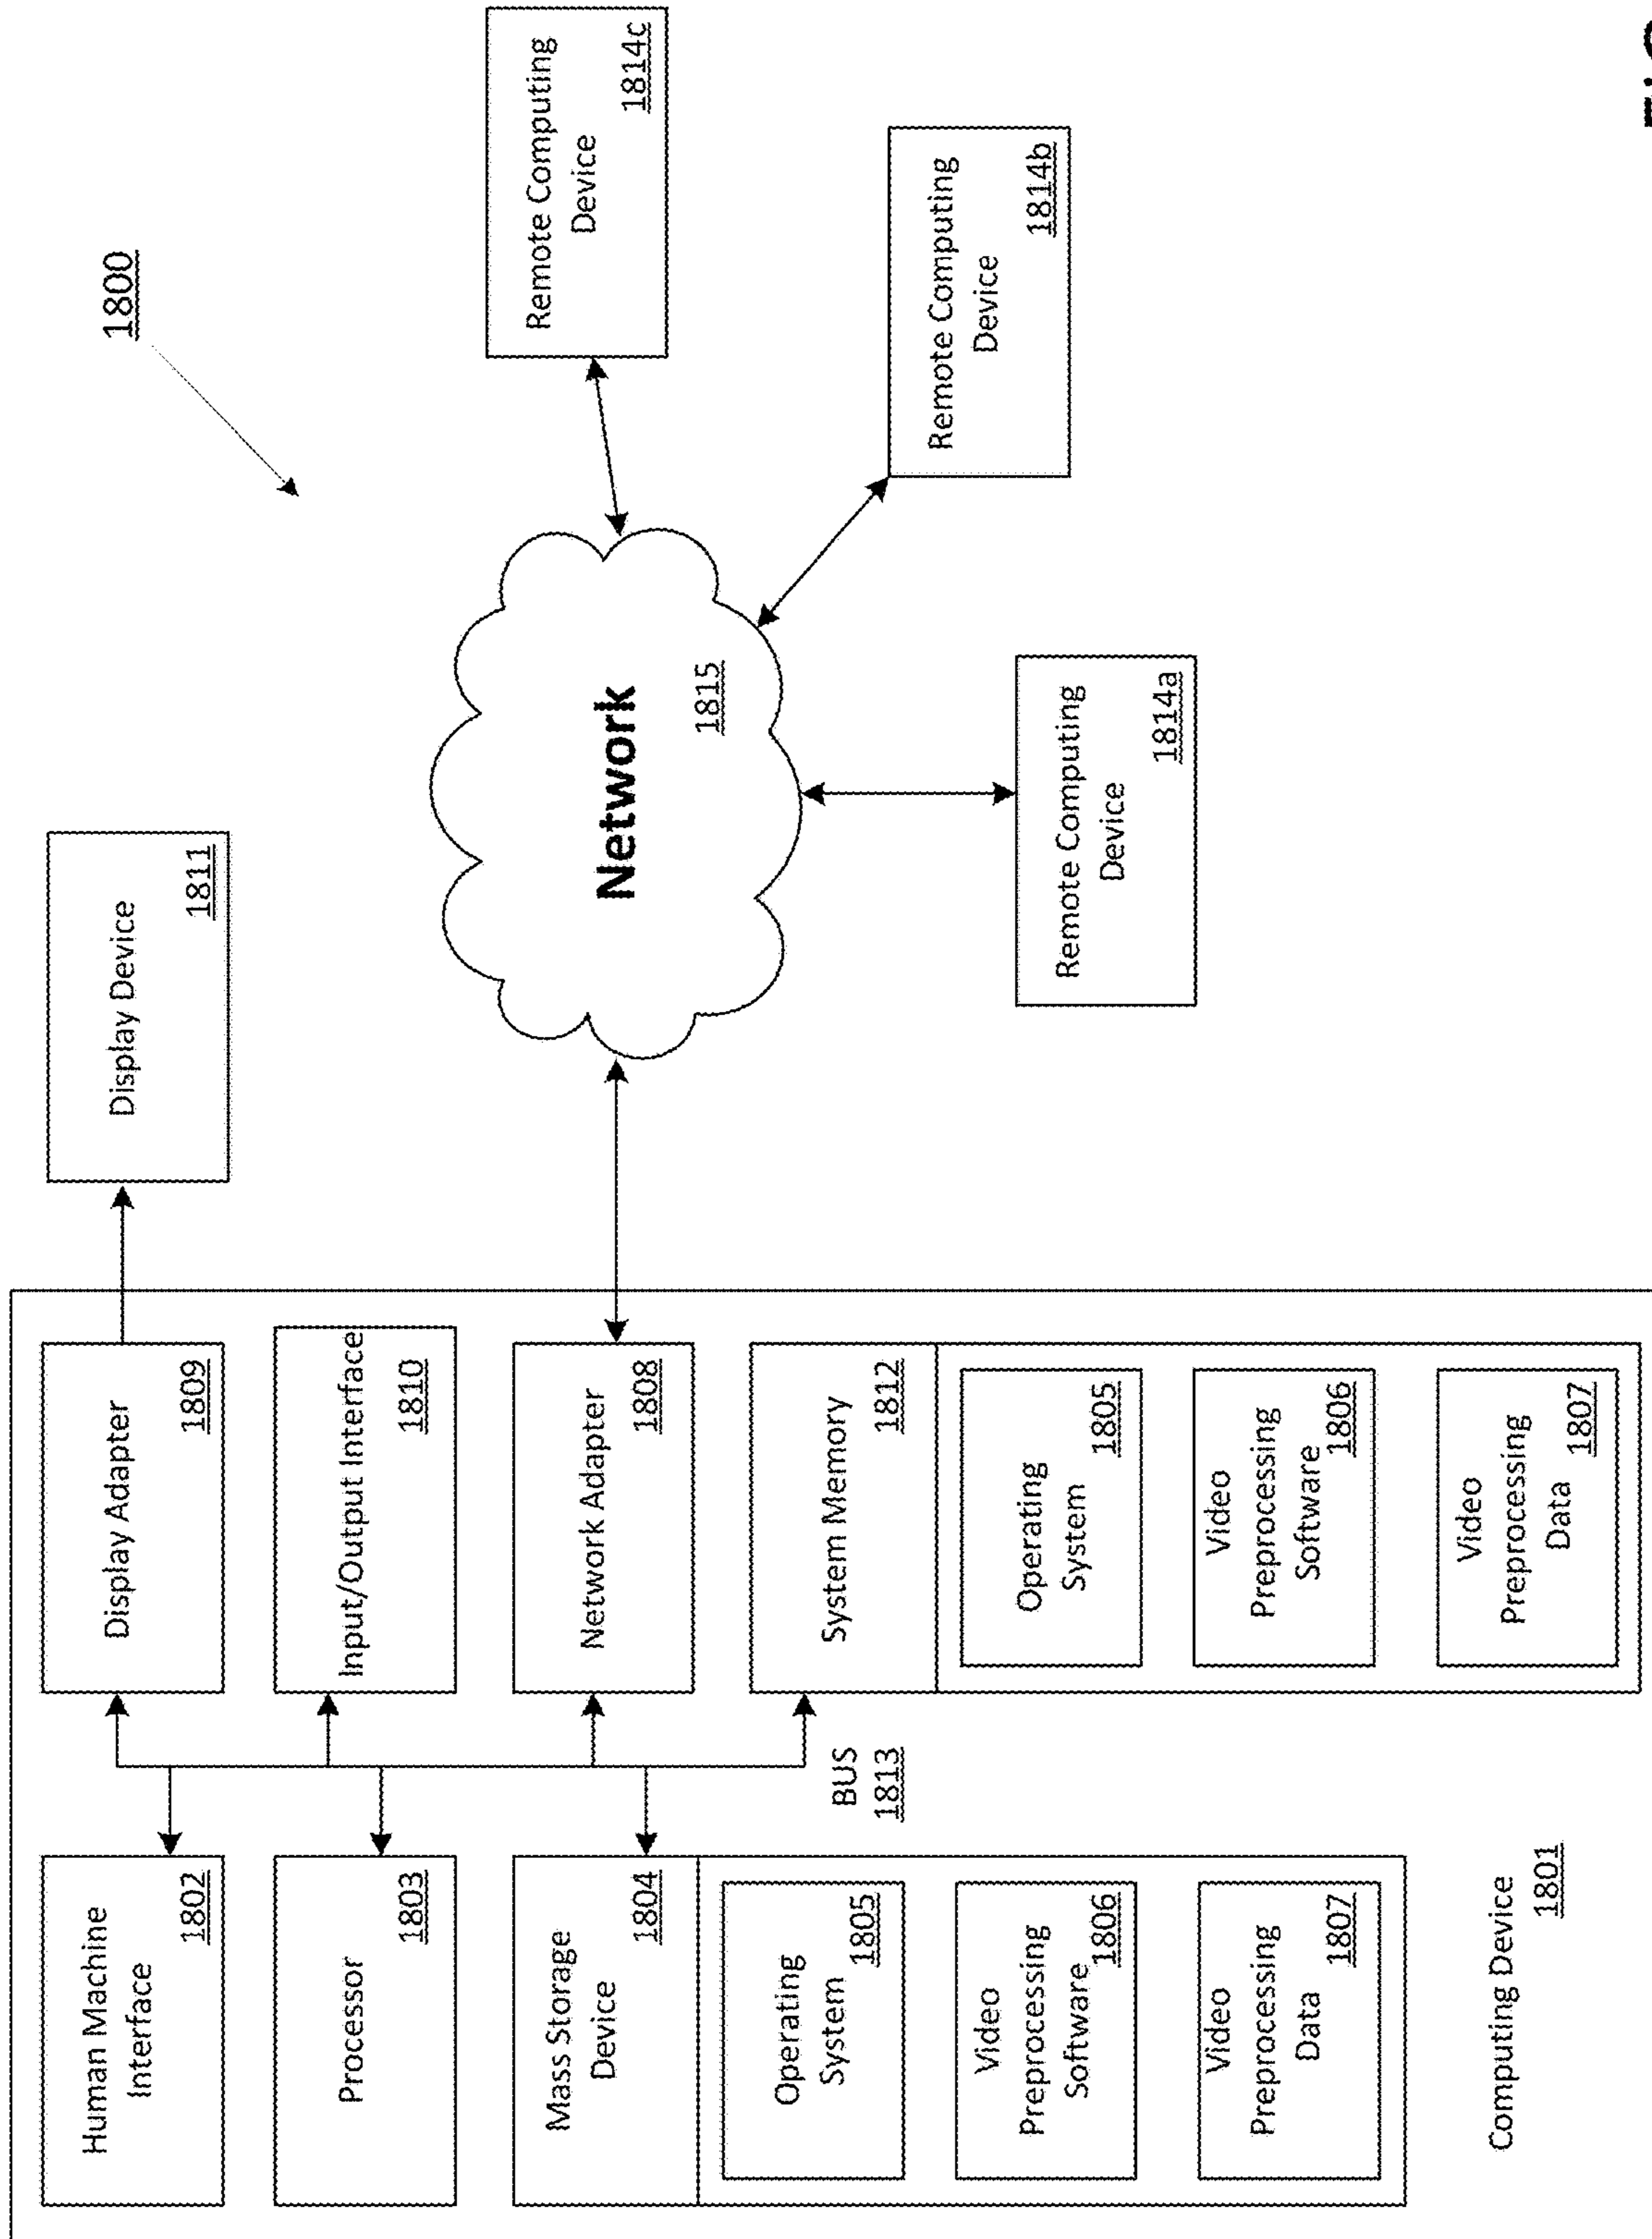 1800
Human Machine
Interface
1802
Processor
1803
Mass Storage
Device
1804
Operating
System
1805
Video
Preprocessing
Software
1806
Video
Preprocessing
Data
1807
Computing Device
1801
BUS
1813
Display Adapter
1809
Input/Output Interface
1810
Network Adapter
1808
System Memory
1812
Operating
System
1805
Video
Preprocessing
Software
1806
Video
Preprocessing
Data
1807
Display Device
1811
Network
1815
Remote Computing
Device
1814a
Remote Computing
Device
1814b
Remote Computing
Device
1814c